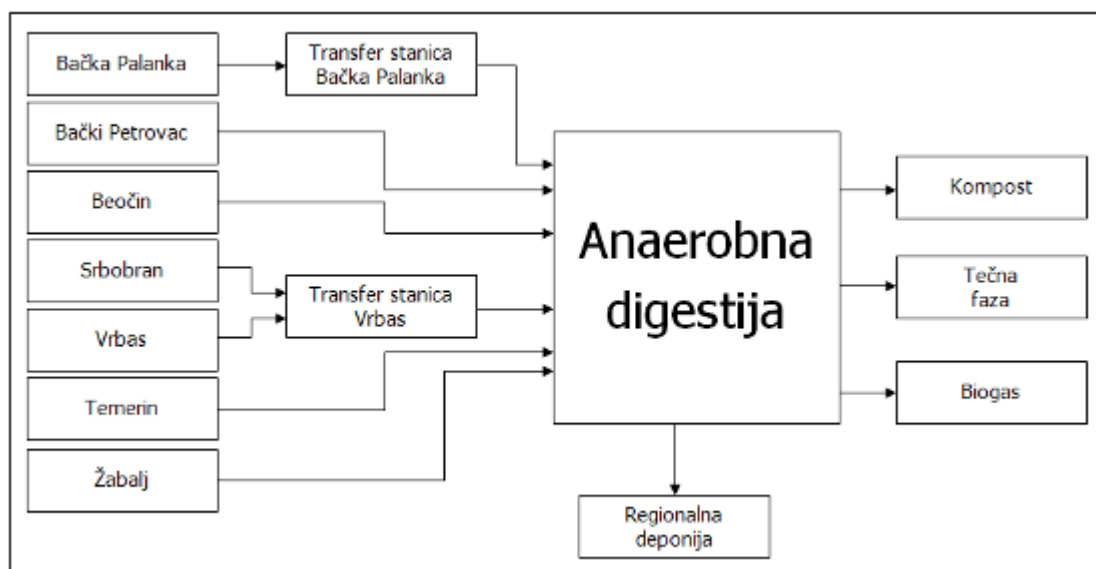 Bačka Palanka
Transfer stanica
Bačka Palanka
Bački Petrovac
Beočin
Srbobran
Transfer stanica
Vrbas
Vrbas
Temerin
Žabalj
Anaerobna
digestija
Kompost
Tečna
faza
Biogas
Regionalna
deponija